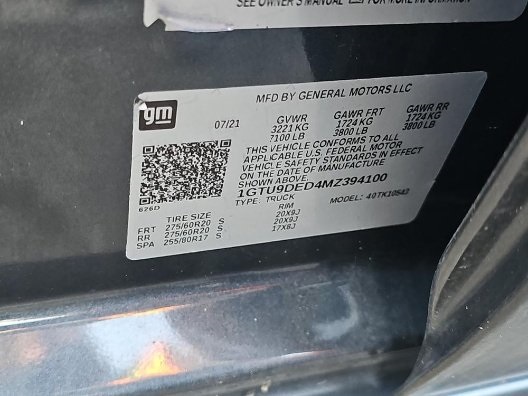 SEE OWNER'S MANUAL FOR MORE INFORMATION
gm
MFD BY GENERAL MOTORS LLC
07/21 GVWR GAWR FRT GAWR RR
3221 KG 1724 KG 1724 KG
7100 LB 3800 LB 3800 LB
THIS VEHICLE CONFORMS TO ALL
APPLICABLE U.S. FEDERAL MOTOR
VEHICLE SAFETY STANDARDS IN EFFECT
ON THE DATE OF MANUFACTURE
SHOWN ABOVE.
1GTU9DED4MZ394100
626D
TYPE: TRUCK MODEL: 40TK10543
TIRE SIZE RIM
FRT 275/60R20 S 20X9J
RR 275/60R20 S 20X9J
SPA 255/80R17 S 17X8J